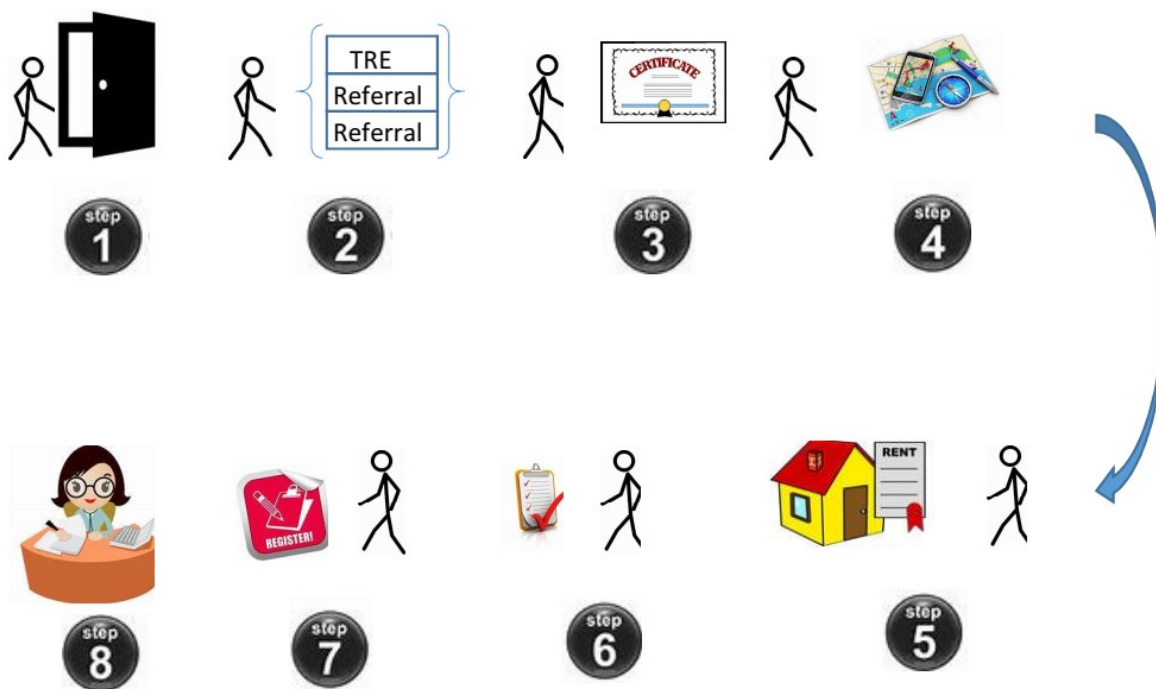 TRE
Referral
Referral
CERTIFICATE
step
1
step
2
step
3
step
4
RENT
step
5
step
6
REGISTER!
step
7
step
8